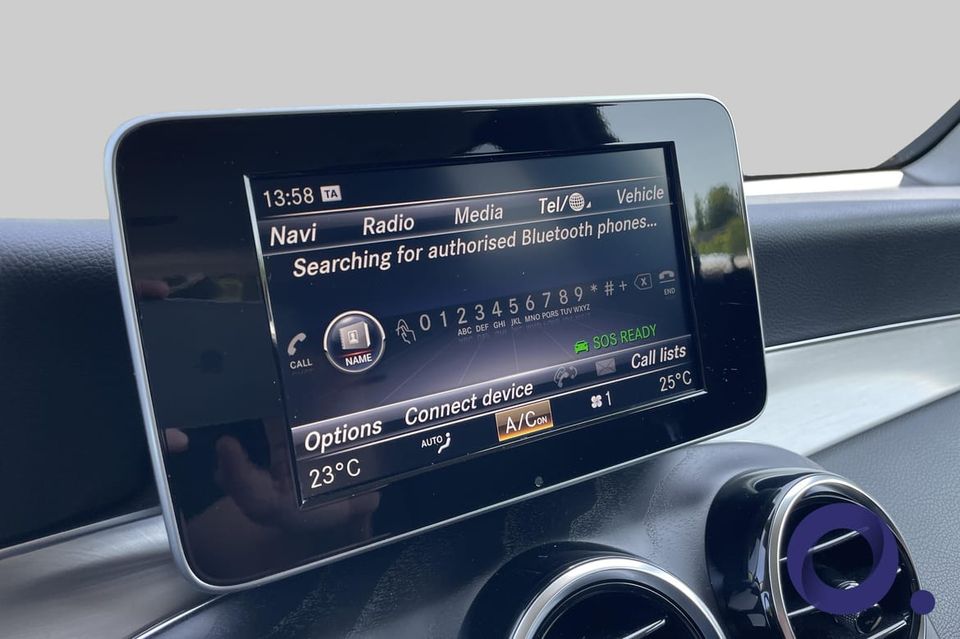 13:58 TA
Navi Radio Media Tel/ Vehicle
Searching for authorised Bluetooth phones...
CALL NAME 0 1 2 3 4 5 6 7 8 9 * # + X END
ABC DEF GHI JKL MNO PQRS TUV WXYZ
SOS READY
Options Connect device Call lists
23°C AUTO A/C ON 1 25°C